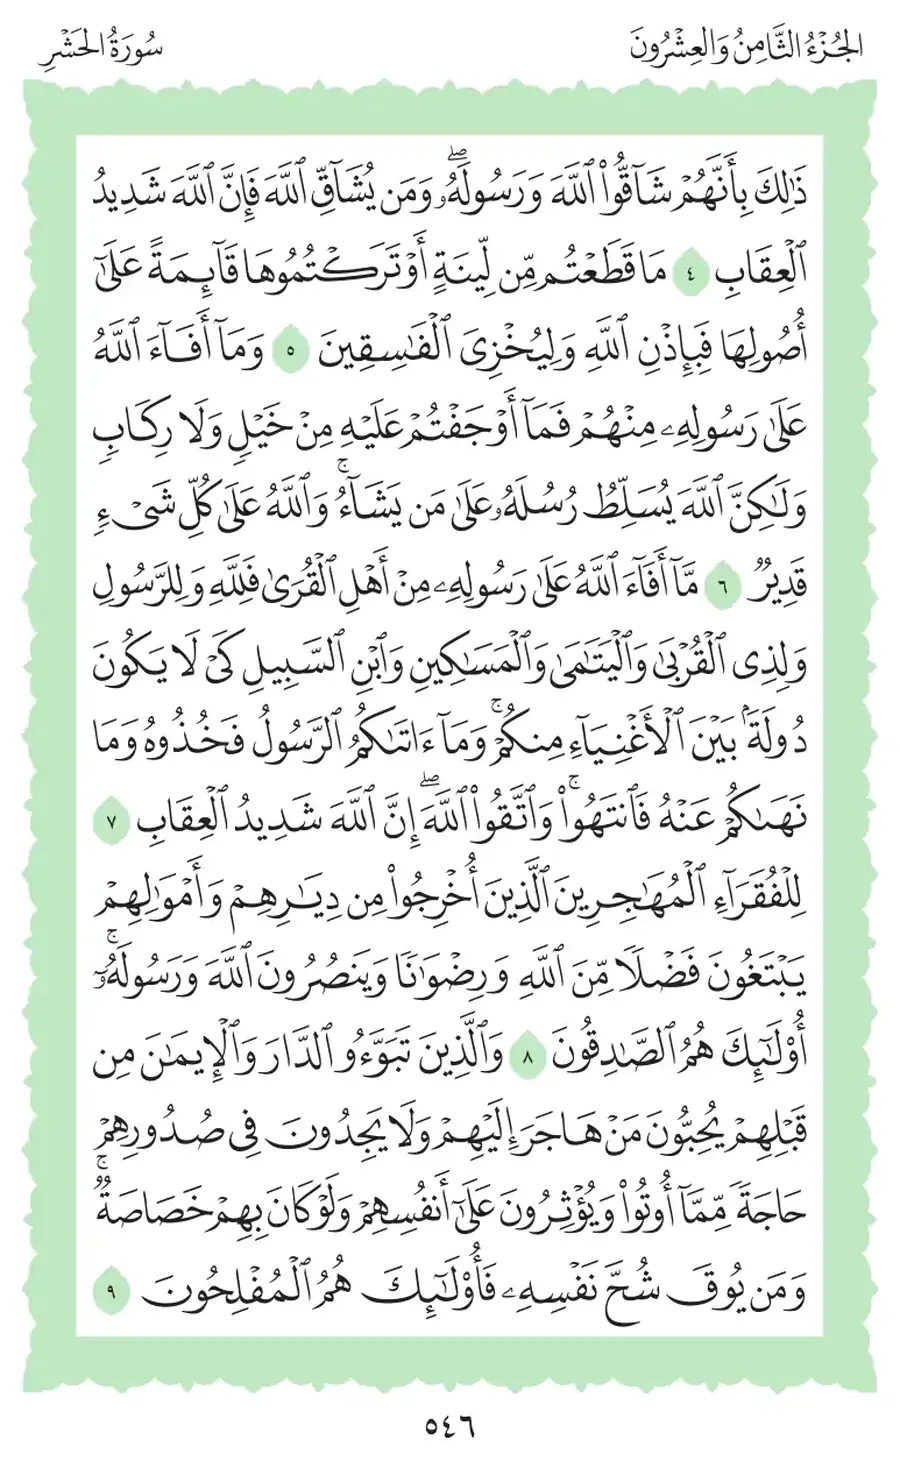 الجُزْءُ الثَّامِنُ وَالعِشْرُونَ
سُورَةُ الحَشْرِ
ذَٰلِكَ بِأَنَّهُمۡ شَآقُّواْ ٱللَّهَ وَرَسُولَهُۥۖ وَمَن يُشَآقِّ ٱللَّهَ فَإِنَّ ٱللَّهَ شَدِيدُ
ٱلۡعِقَابِ ٤ مَا قَطَعۡتُم مِّن لِّينَةٍ أَوۡ تَرَكۡتُمُوهَا قَآئِمَةً عَلَىٰٓ
أُصُولِهَا فَبِإِذۡنِ ٱللَّهِ وَلِيُخۡزِيَ ٱلۡفَٰسِقِينَ ٥ وَمَآ أَفَآءَ ٱللَّهُ
عَلَىٰ رَسُولِهِۦ مِنۡهُمۡ فَمَآ أَوۡجَفۡتُمۡ عَلَيۡهِ مِنۡ خَيۡلٖ وَلَا رِكَابٖ
وَلَٰكِنَّ ٱللَّهَ يُسَلِّطُ رُسُلَهُۥ عَلَىٰ مَن يَشَآءُۚ وَٱللَّهُ عَلَىٰ كُلِّ شَيۡءٖ
قَدِيرٞ ٦ مَّآ أَفَآءَ ٱللَّهُ عَلَىٰ رَسُولِهِۦ مِنۡ أَهۡلِ ٱلۡقُرَىٰ فَلِلَّهِ وَلِلرَّسُولِ
وَلِذِي ٱلۡقُرۡبَىٰ وَٱلۡيَتَٰمَىٰ وَٱلۡمَسَٰكِينِ وَٱبۡنِ ٱلسَّبِيلِ كَيۡ لَا يَكُونَ
دُولَةَۢ بَيۡنَ ٱلۡأَغۡنِيَآءِ مِنكُمۡۚ وَمَآ ءَاتَىٰكُمُ ٱلرَّسُولُ فَخُذُوهُ وَمَا
نَهَىٰكُمۡ عَنۡهُ فَٱنتَهُواْۚ وَٱتَّقُواْ ٱللَّهَۖ إِنَّ ٱللَّهَ شَدِيدُ ٱلۡعِقَابِ ٧
لِلۡفُقَرَآءِ ٱلۡمُهَٰجِرِينَ ٱلَّذِينَ أُخۡرِجُواْ مِن دِيَٰرِهِمۡ وَأَمۡوَٰلِهِمۡ
يَبۡتَغُونَ فَضۡلٗا مِّنَ ٱللَّهِ وَرِضۡوَٰنٗا وَيَنصُرُونَ ٱللَّهَ وَرَسُولَهُۥٓۚ
أُوْلَٰٓئِكَ هُمُ ٱلصَّٰدِقُونَ ٨ وَٱلَّذِينَ تَبَوَّءُو ٱلدَّارَ وَٱلۡإِيمَٰنَ مِن
قَبۡلِهِمۡ يُحِبُّونَ مَنۡ هَاجَرَ إِلَيۡهِمۡ وَلَا يَجِدُونَ فِي صُدُورِهِمۡ
حَاجَةٗ مِّمَّآ أُوتُواْ وَيُؤۡثِرُونَ عَلَىٰٓ أَنفُسِهِمۡ وَلَوۡ كَانَ بِهِمۡ خَصَاصَةٞۚ
وَمَن يُوقَ شُحَّ نَفۡسِهِۦ فَأُوْلَٰٓئِكَ هُمُ ٱلۡمُفۡلِحُونَ ٩
٥٤٦